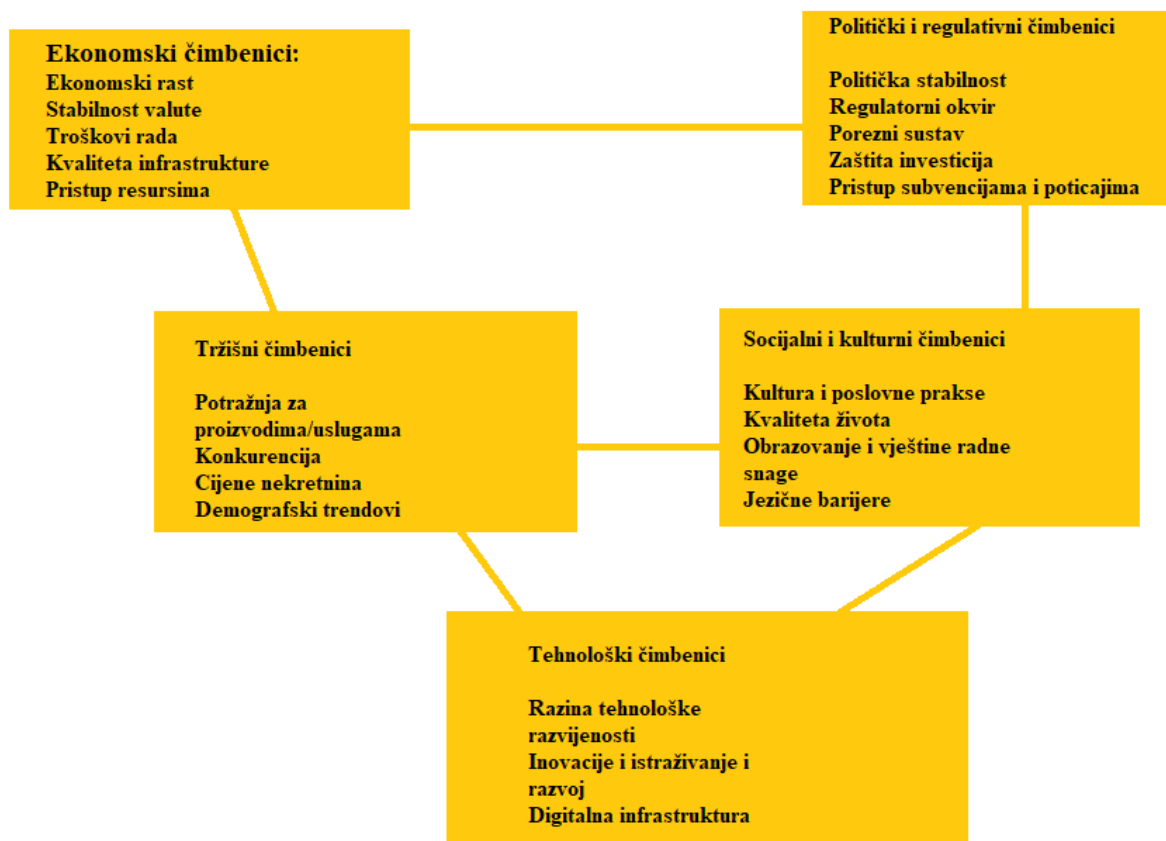 Ekonomski čimbenici:
Ekonomski rast
Stabilnost valute
Troškovi rada
Kvaliteta infrastrukture
Pristup resursima
Politički i regulativni čimbenici
Politička stabilnost
Regulatorni okvir
Porezni sustav
Zaštita investicija
Pristup subvencijama i poticajima
Tržišni čimbenici
Potražnja za
proizvodima/uslugama
Konkurencija
Cijene nekretnina
Demografski trendovi
Socijalni i kulturni čimbenici
Kultura i poslovne prakse
Kvaliteta života
Obrazovanje i vještine radne
snage
Jezične barijere
Tehnološki čimbenici
Razina tehnološke
razvijenosti
Inovacije i istraživanje i
razvoj
Digitalna infrastruktura